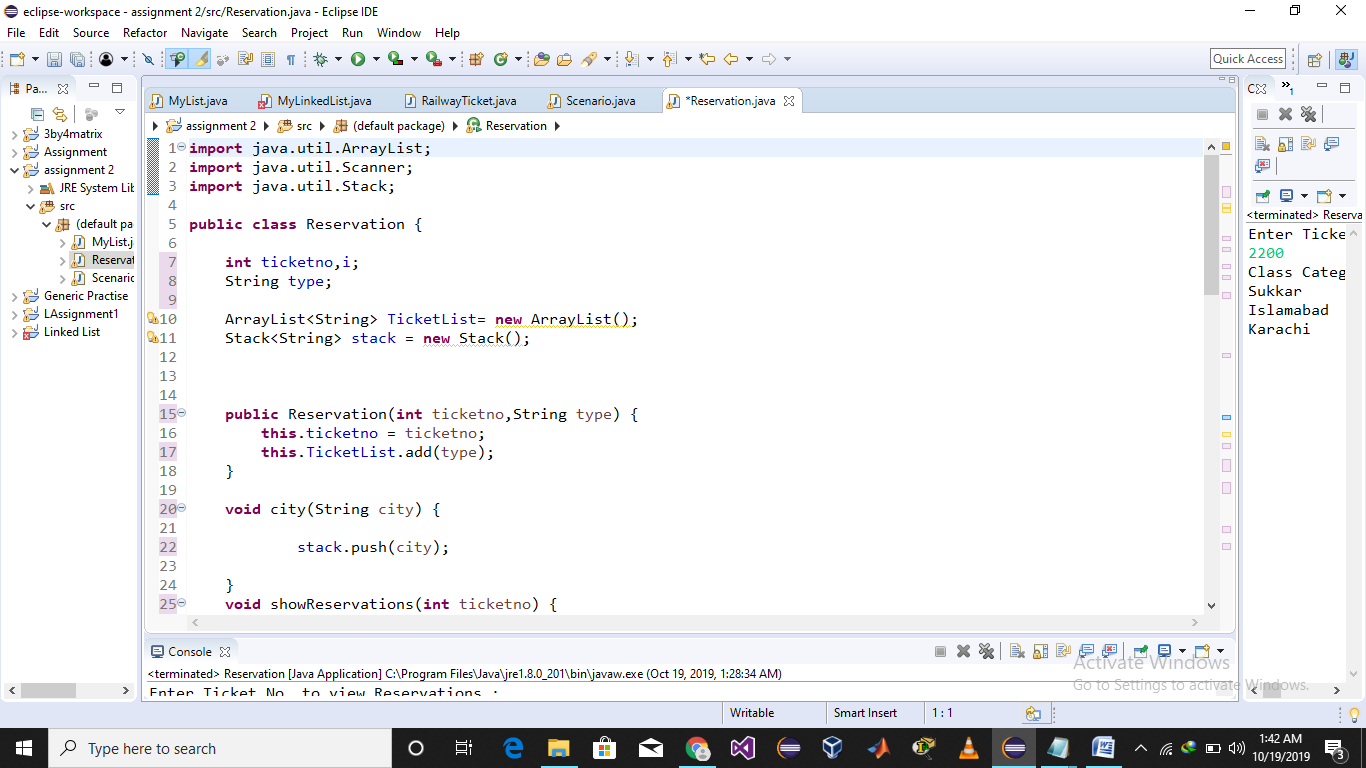 eclipse-workspace - assignment 2/src/Reservation.java - Eclipse IDE
File Edit Source Refactor Navigate Search Project Run Window Help
Quick Access
Pa...
3by4matrix
Assignment
assignment 2
JRE System Lib
src
(default pa
MyList.j
Reservat
Scenaric
Generic Practise
LAssignment1
Linked List
MyList.java MyLinkedList.java RailwayTicket.java Scenario.java *Reservation.java
assignment 2 src (default package) Reservation
1 import java.util.ArrayList;
2 import java.util.Scanner;
3 import java.util.Stack;
4
5 public class Reservation {
6
7 int ticketno,i;
8 String type;
9
10 ArrayList<String> TicketList= new ArrayList();
11 Stack<String> stack = new Stack();
12
13
14
15 public Reservation(int ticketno,String type) {
16 this.ticketno = ticketno;
17 this.TicketList.add(type);
18 }
19
20 void city(String city) {
21
22 stack.push(city);
23
24 }
25 void showReservations(int ticketno) {
<terminated> Reserva
Enter Ticke
2200
Class Categ
Sukkar
Islamabad
Karachi
Console
<terminated> Reservation [Java Application] C:\Program Files\Java\jre1.8.0_201\bin\javaw.exe (Oct 19, 2019, 1:28:34 AM)
Enter Ticket No. to view Reservations :
Activate Windows
Go to Settings to activate Windows.
Writable Smart Insert 1 : 1
Type here to search
1:42 AM
10/19/2019
3